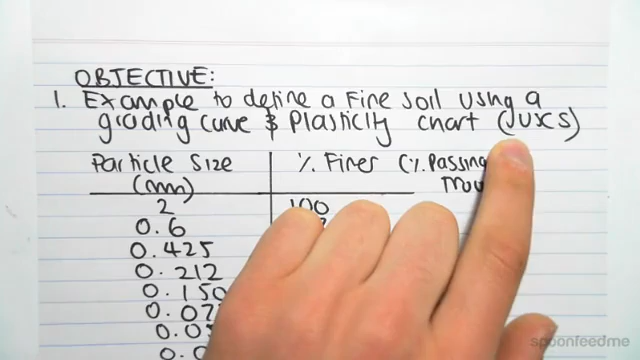 OBJECTIVE:
1. Example to define a Fine Soil using a
grading curve & Plasticity chart (USCS)
Particle Size % Finer (% Passing
(mm)
2 100
0.6
0.425
0.212
0.150
spoonfeedme